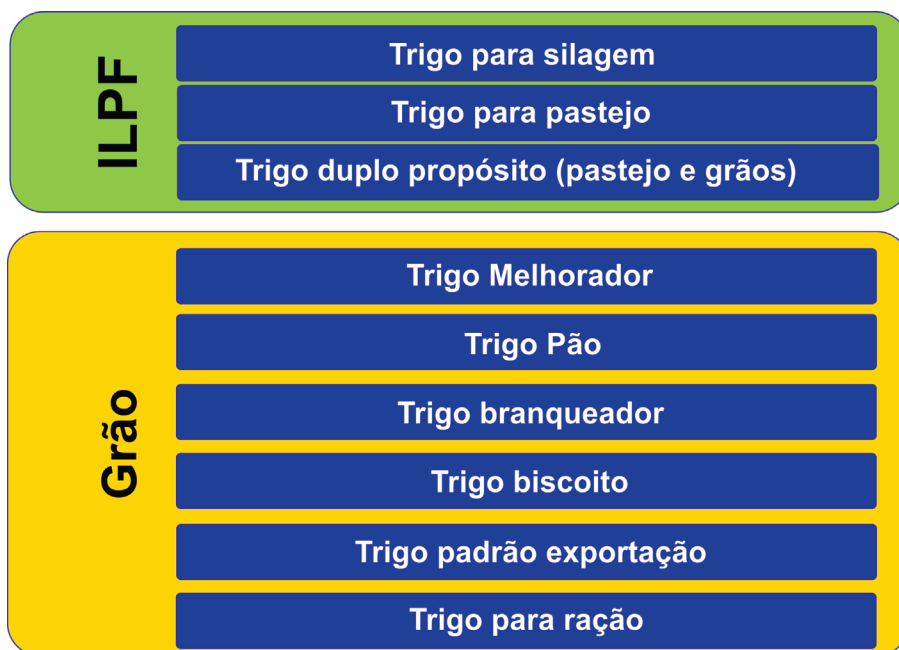 ILPF
Trigo para silagem
Trigo para pastejo
Trigo duplo propósito (pastejo e grãos)
Grão
Trigo Melhorador
Trigo Pão
Trigo branqueador
Trigo biscoito
Trigo padrão exportação
Trigo para ração